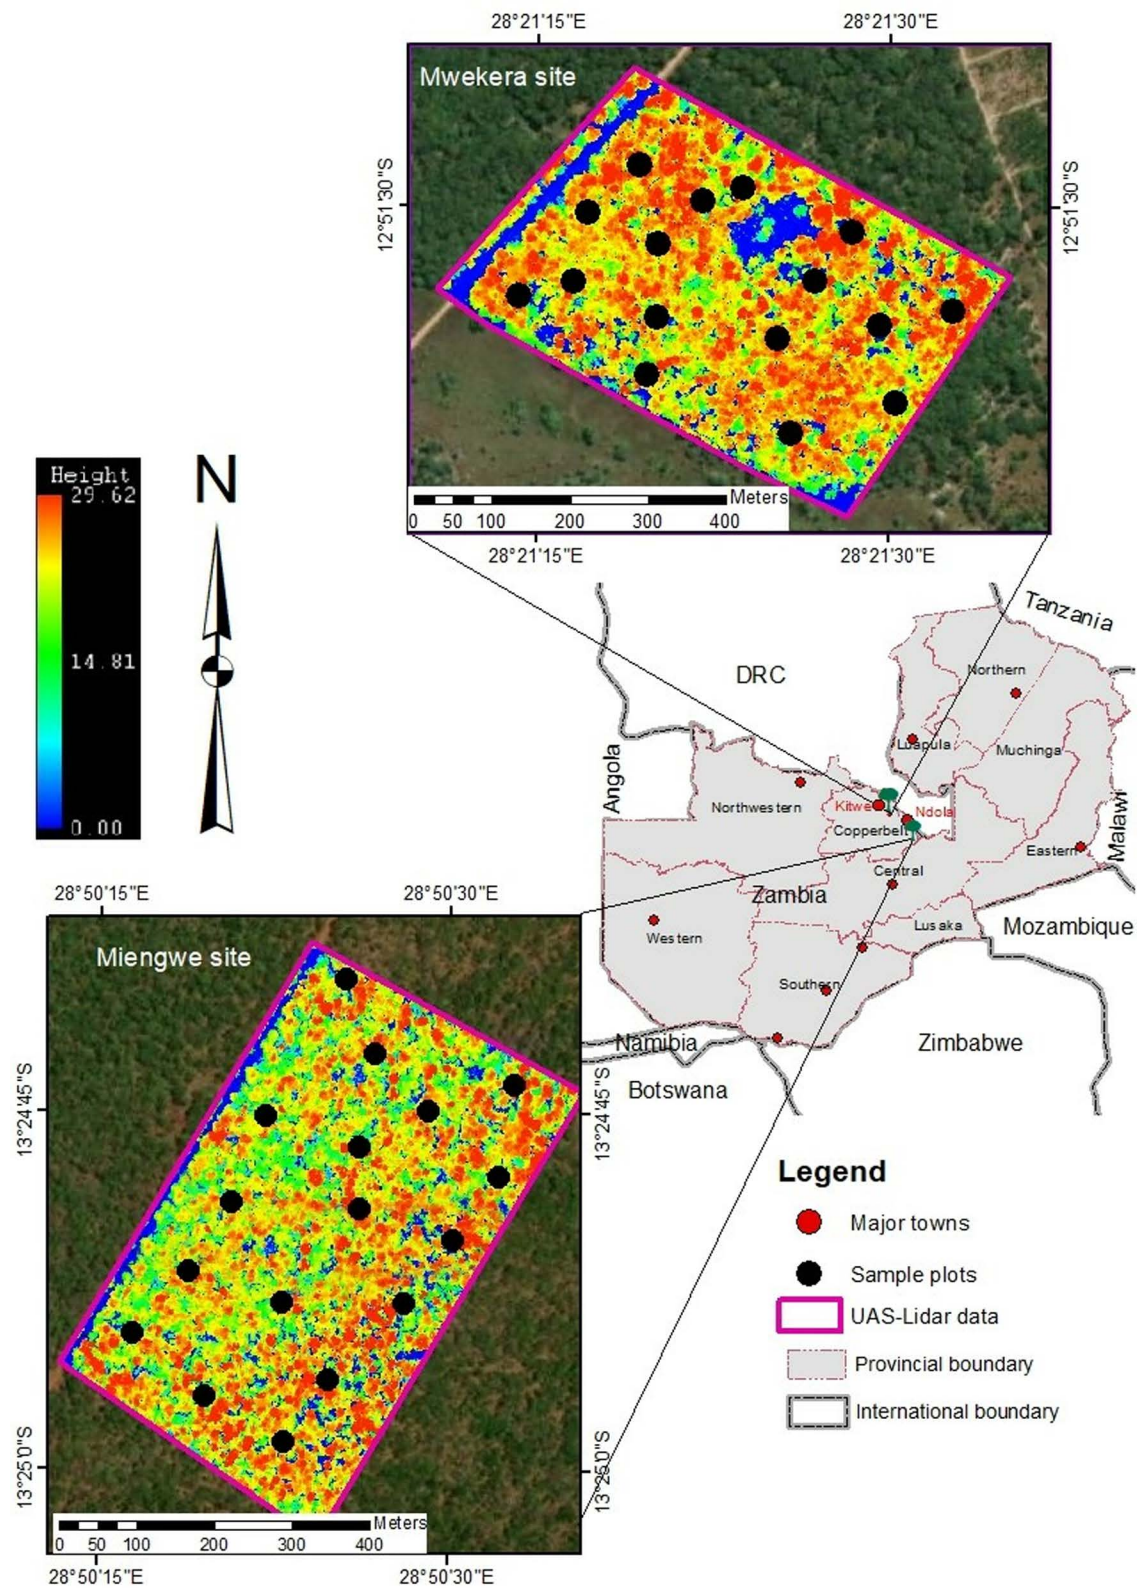 28°21'15"E
28°21'30"E
Mwekera site
12°51'30"S
12°51'30"S
Meters
0 50 100 200 300 400
28°21'15"E
28°21'30"E
Height
29.62
14.81
0.00
N
Tanzania
DRC
Northern
Luapula
Muchinga
Angola
Northwestern
Kitwe
Ndola
Copperbelt
Malawi
Eastern
Central
Zambia
Western
Lusaka
Mozambique
Southern
Namibia
Zimbabwe
Botswana
28°50'15"E
28°50'30"E
Miengwe site
13°24'45"S
13°24'45"S
13°25'0"S
13°25'0"S
Meters
0 50 100 200 300 400
28°50'15"E
28°50'30"E
Legend
Major towns
Sample plots
UAS-Lidar data
Provincial boundary
International boundary